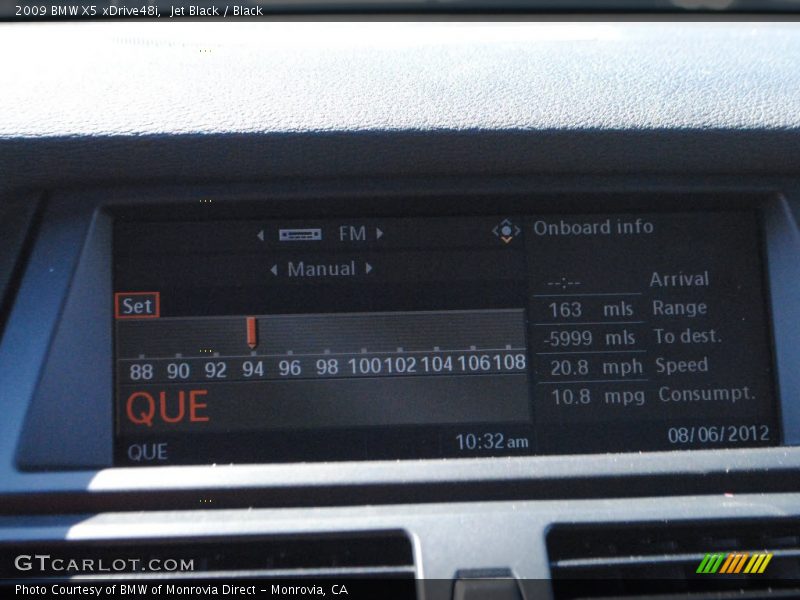 2009 BMW X5 xDrive48i, Jet Black / Black
FM
Onboard info
Manual
Set
--:-- Arrival
163 mls Range
-5999 mls To dest.
20.8 mph Speed
10.8 mpg Consumpt.
88 90 92 94 96 98 100 102 104 106 108
QUE
QUE
10:32 am
08/06/2012
GTCARLOT.COM
Photo Courtesy of BMW of Monrovia Direct - Monrovia, CA